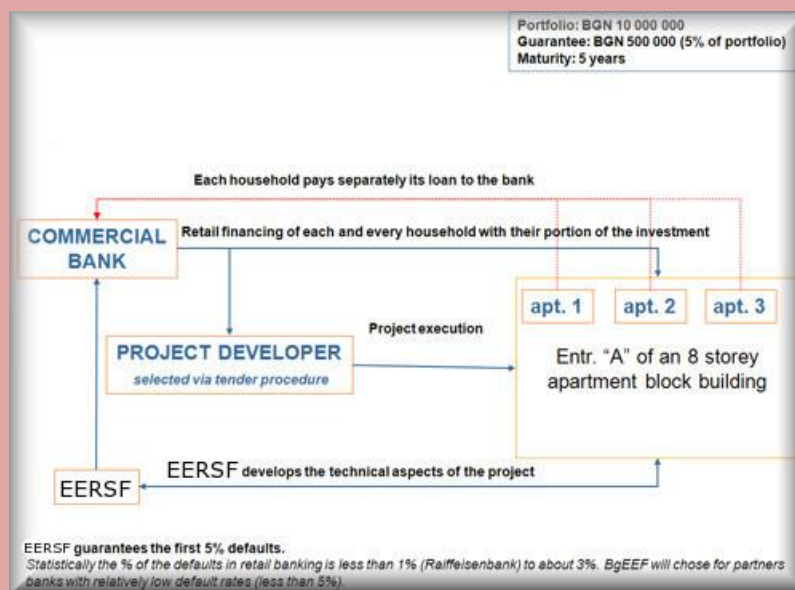 Portfolio: BGN 10 000 000
Guarantee: BGN 500 000 (5% of portfolio)
Maturity: 5 years
Each household pays separately its loan to the bank
COMMERCIAL
BANK
Retail financing of each and every household with their portion of the investment
apt. 1
apt. 2
apt. 3
Project execution
PROJECT DEVELOPER
selected via tender procedure
Entr. “A” of an 8 storey
apartment block building
EERSF develops the technical aspects of the project
EERSF
EERSF guarantees the first 5% defaults.
Statistically the % of the defaults in retail banking is less than 1% (Raiffeisenbank) to about 3%. BgEEF will chose for partners
banks with relatively low default rates (less than 5%).